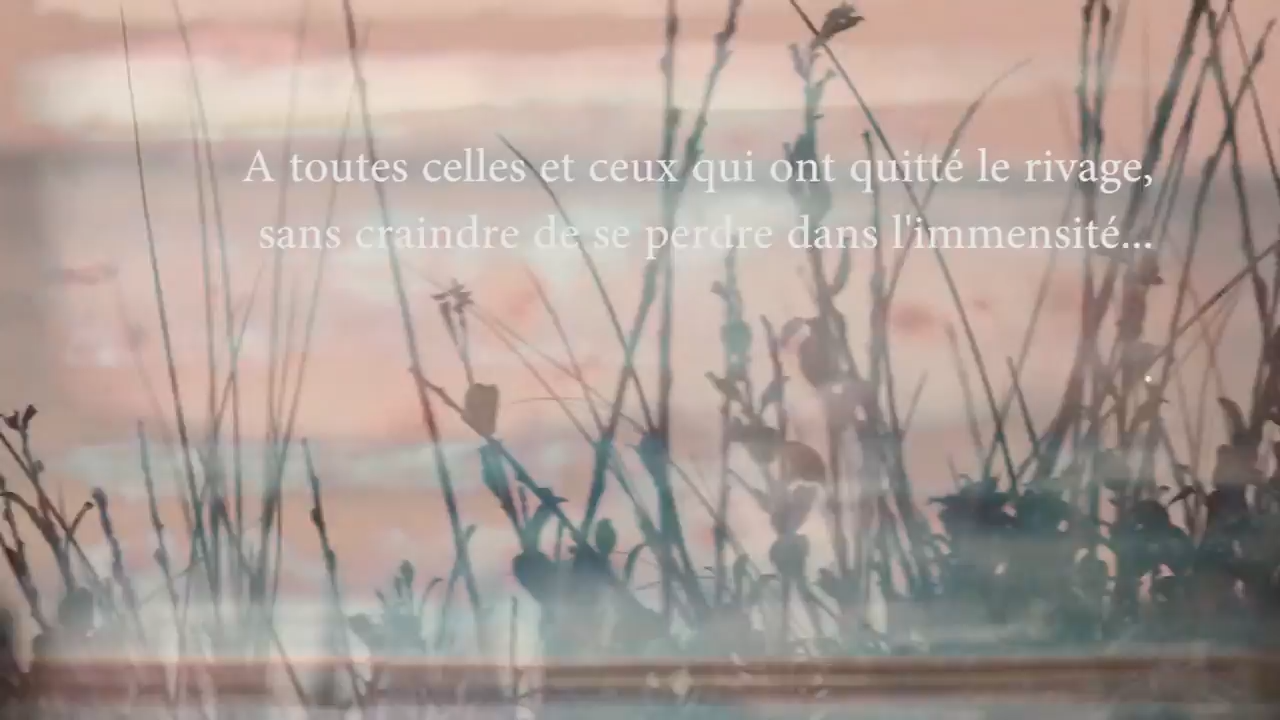 A toutes celles et ceux qui ont quitté le rivage,
sans craindre de se perdre dans l'immensité...